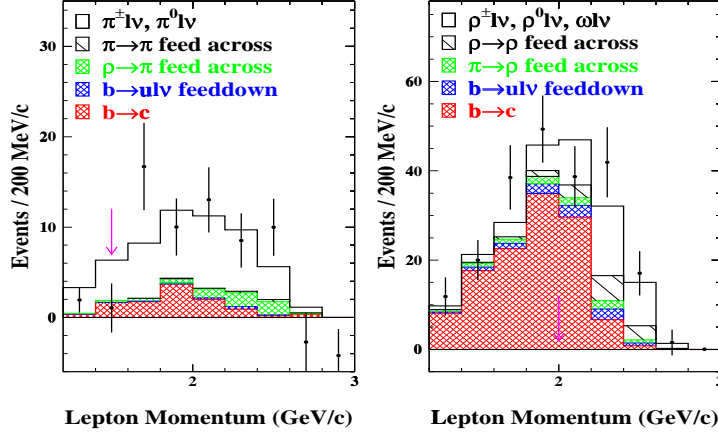 π±lν, π0lν
π→π feed across
ρ→π feed across
b→ulν feeddown
b→c
30
20
10
0
Events / 200 MeV/c
2
3
Lepton Momentum (GeV/c)
ρ±lν, ρ0lν, ωlν
ρ→ρ feed across
π→ρ feed across
b→ulν feeddown
b→c
60
40
20
0
Events / 200 MeV/c
2
3
Lepton Momentum (GeV/c)